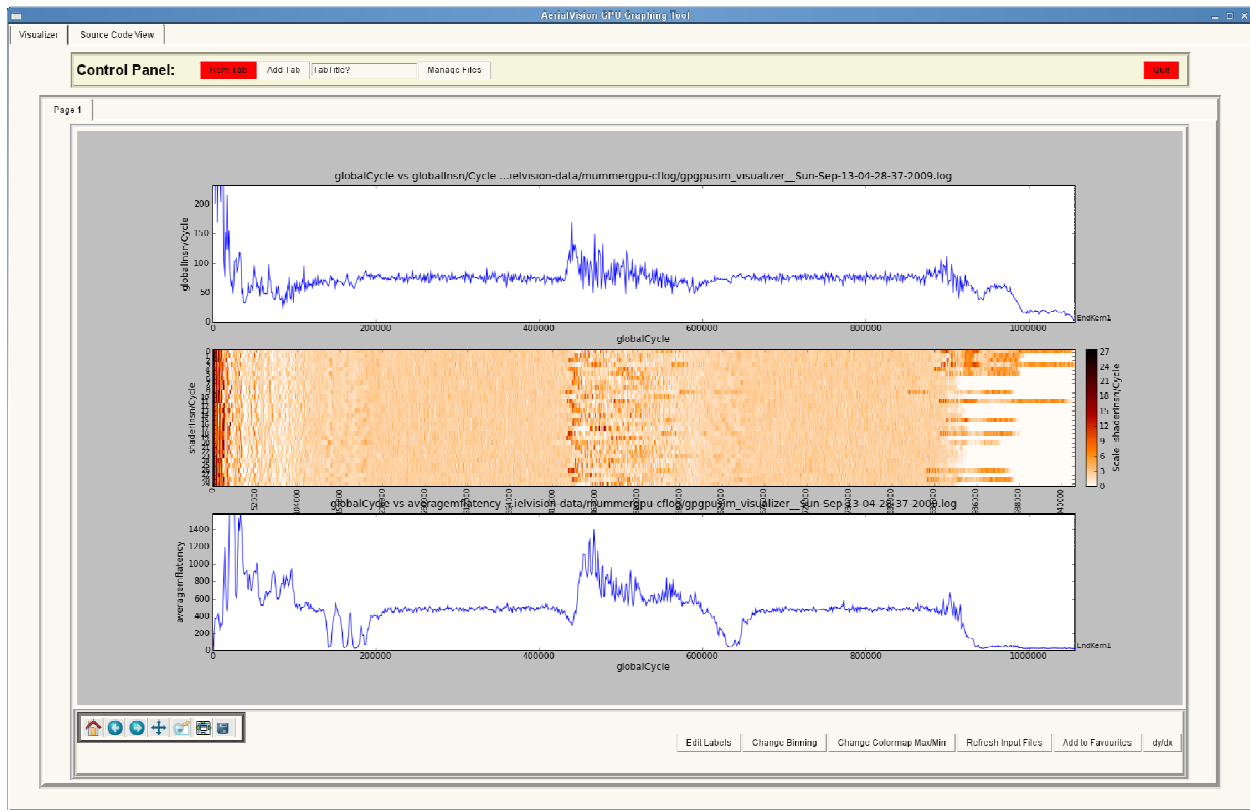 AerialVision GPU Graphing Tool
Visualizer
Source Code View
Control Panel:
Rem Tab
Add Tab
TabTitle?
Manage Files
Quit
Page 1
globalCycle vs globalInsn/Cycle ...ielvision-data/mummergpu-cflog/gpgpusim_visualizer__Sun-Sep-13-04-28-37-2009.log
globalInsn/Cycle
200
150
100
50
0
0 200000 400000 600000 800000 1000000
EndKern1
globalCycle
shaderInsn/Cycle
27
24
21
18
15
12
9
6
3
0
Scale: shaderInsn/Cycle
globalCycle vs averagemflatency ...ielvision-data/mummergpu-cflog/gpgpusim_visualizer__Sun-Sep-13-04-28-37-2009.log
averagemflatency
1400
1200
1000
800
600
400
200
0
0 200000 400000 600000 800000 1000000
EndKern1
globalCycle
Edit Labels
Change Binning
Change Colormap Max/Min
Refresh Input Files
Add to Favourites
dy/dx